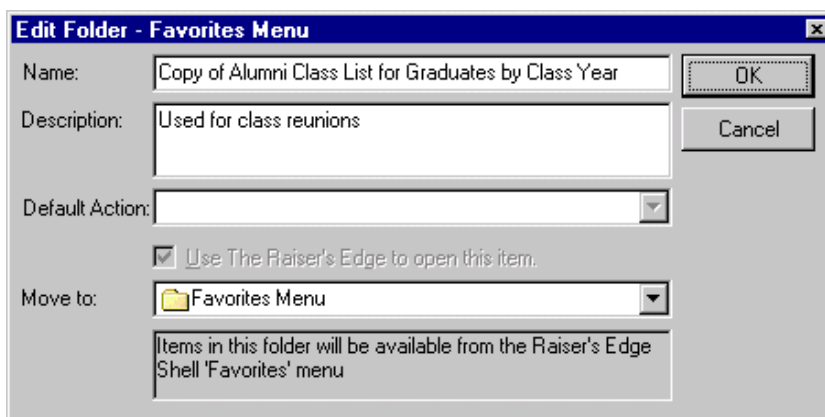 Edit Folder - Favorites Menu
Name:
Copy of Alumni Class List for Graduates by Class Year
OK
Description:
Used for class reunions
Cancel
Default Action:
Use The Raiser's Edge to open this item.
Move to:
Favorites Menu
Items in this folder will be available from the Raiser's Edge
Shell 'Favorites' menu